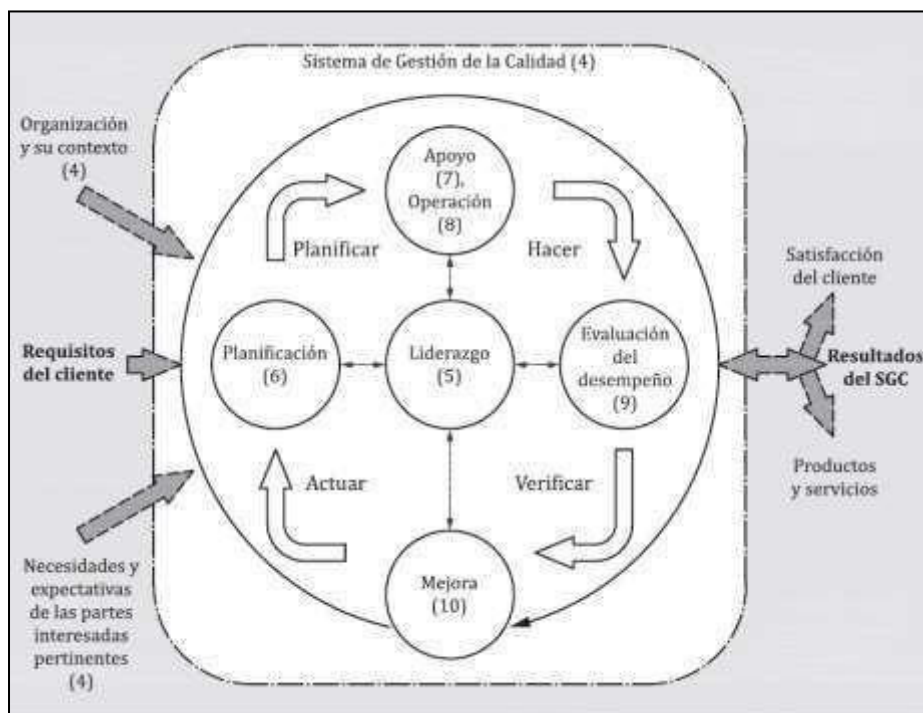 Sistema de Gestión de la Calidad (4)
Organización
y su contexto
(4)
Apoyo
(7),
Operación
(8)
Planificar
Hacer
Satisfacción
del cliente
Requisitos
del cliente
Planificación
(6)
Liderazgo
(5)
Evaluación
del
desempeño
(9)
Resultados
del SGC
Actuar
Verificar
Productos
y servicios
Necesidades y
expectativas
de las partes
interesadas
pertinentes
(4)
Mejora
(10)